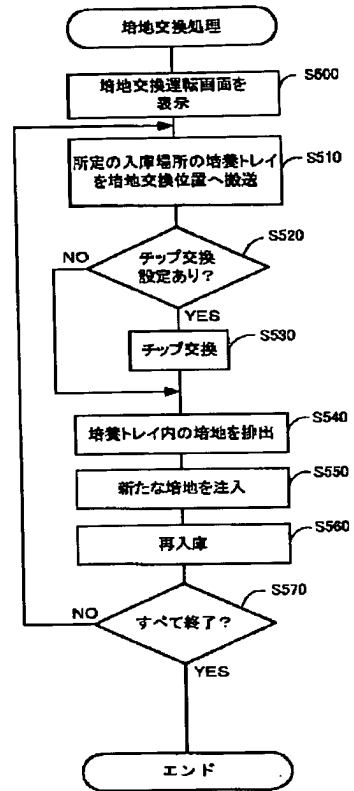 培地交換処理
培地交換運転画面を
表示
S500
所定の入庫場所の培養トレイ
を培地交換位置へ搬送
S510
チップ交換
設定あり?
S520
NO
YES
チップ交換
S530
培養トレイ内の培地を排出
S540
新たな培地を注入
S550
再入庫
S560
すべて終了?
S570
NO
YES
エンド